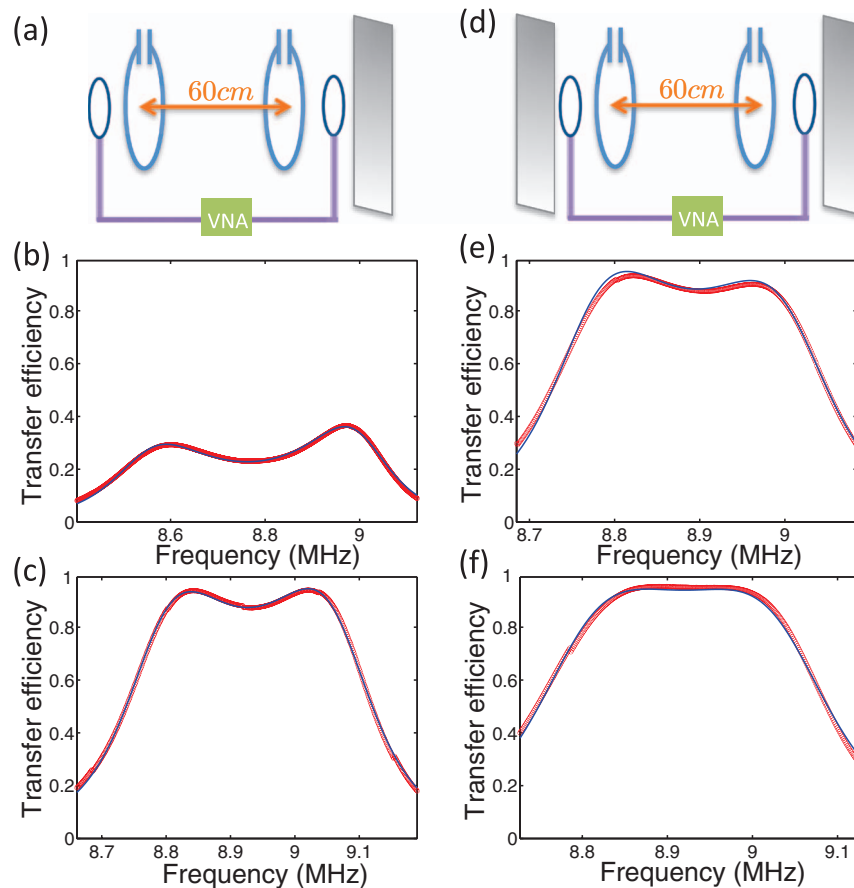 (a)
60cm
VNA
(d)
60cm
VNA
(b)
1
0.8
0.6
0.4
0.2
0
8.6
8.8
9
Transfer efficiency
Frequency (MHz)
(e)
1
0.8
0.6
0.4
0.2
0
8.7
8.8
8.9
9
Transfer efficiency
Frequency (MHz)
(c)
1
0.8
0.6
0.4
0.2
0
8.7
8.8
8.9
9
9.1
Transfer efficiency
Frequency (MHz)
(f)
1
0.8
0.6
0.4
0.2
0
8.8
8.9
9
9.1
Transfer efficiency
Frequency (MHz)